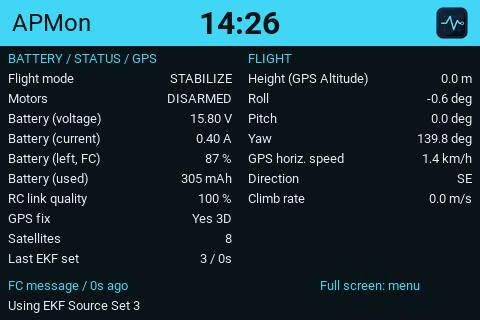 APMon 14:26
BATTERY / STATUS / GPS
Flight mode STABILIZE
Motors DISARMED
Battery (voltage) 15.80 V
Battery (current) 0.40 A
Battery (left, FC) 87 %
Battery (used) 305 mAh
RC link quality 100 %
GPS fix Yes 3D
Satellites 8
Last EKF set 3 / 0s
FLIGHT
Height (GPS Altitude) 0.0 m
Roll -0.6 deg
Pitch 0.0 deg
Yaw 139.8 deg
GPS horiz. speed 1.4 km/h
Direction SE
Climb rate 0.0 m/s
FC message / 0s ago
Using EKF Source Set 3
Full screen: menu